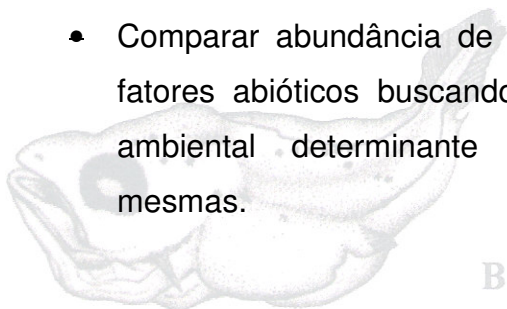 • Comparar abundância de
fatores abióticos buscando
ambiental determinante
mesmas.
B